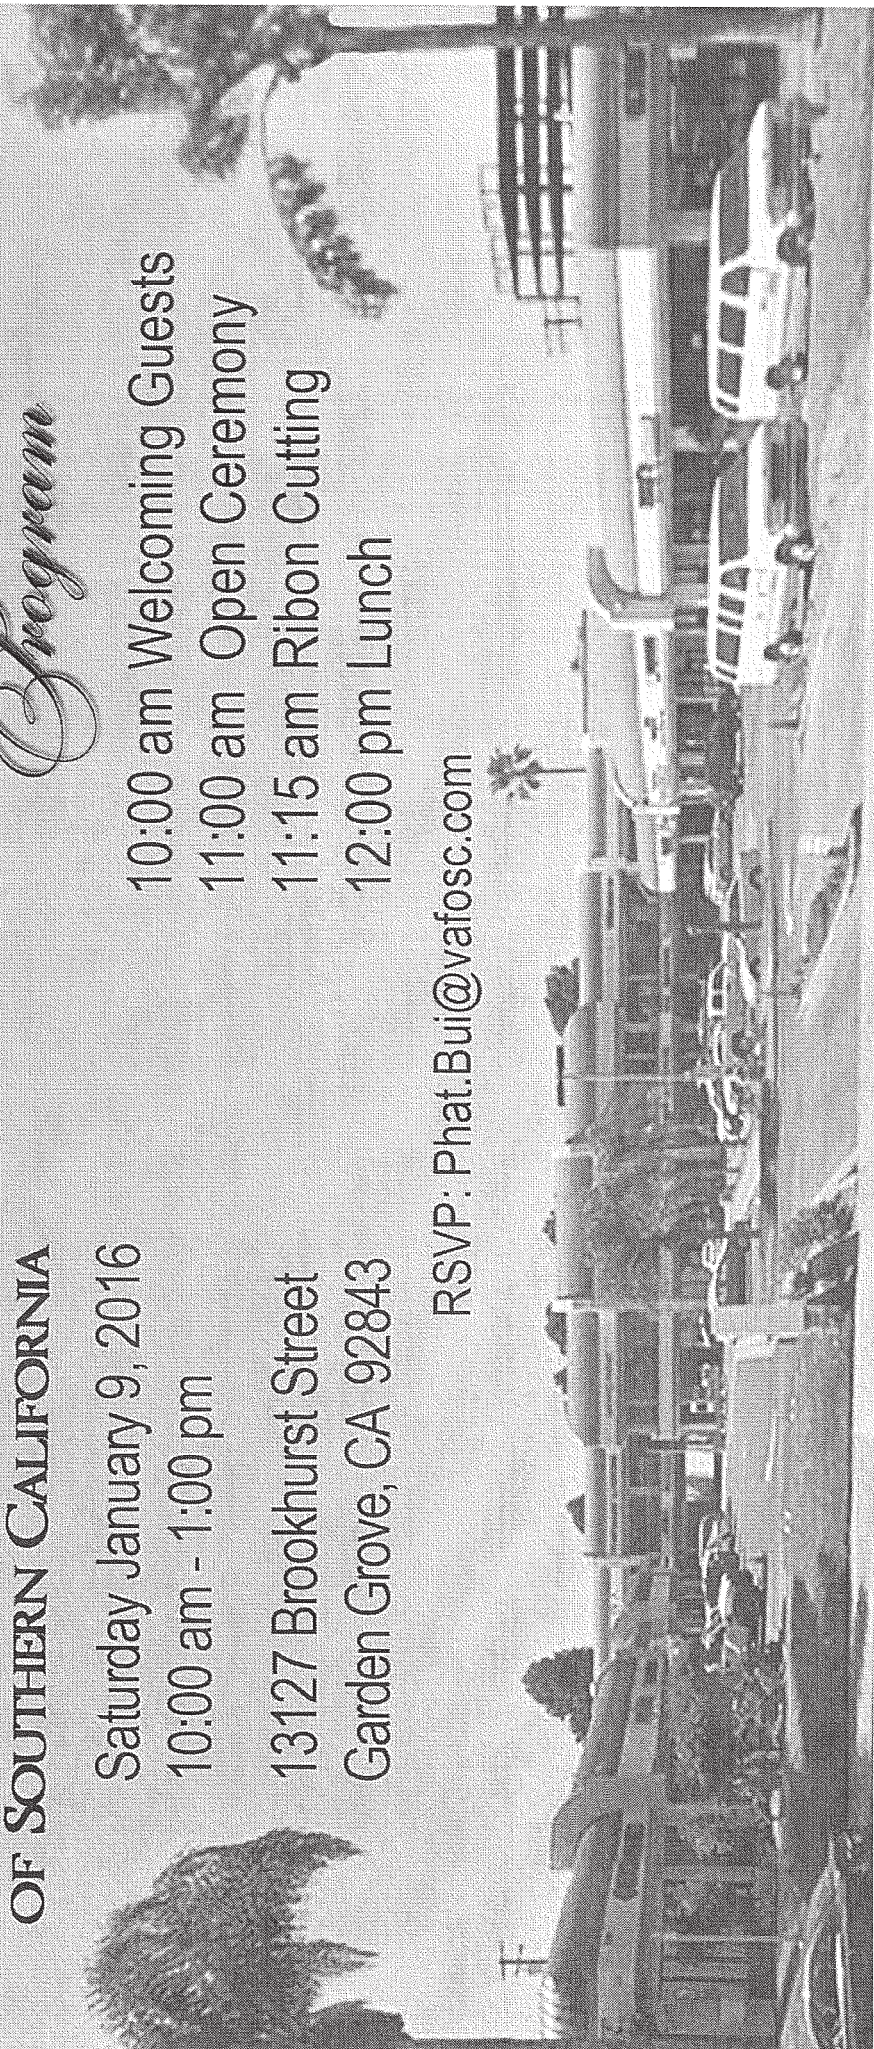 OF SOUTHERN CALIFORNIA
Saturday January 9, 2016
10:00 am - 1:00 pm
13127 Brookhurst Street
Garden Grove, CA 92843
Program
10:00 am Welcoming Guests
11:00 am Open Ceremony
11:15 am Ribon Cutting
12:00 pm Lunch
RSVP: Phat.Bui@vafosc.com